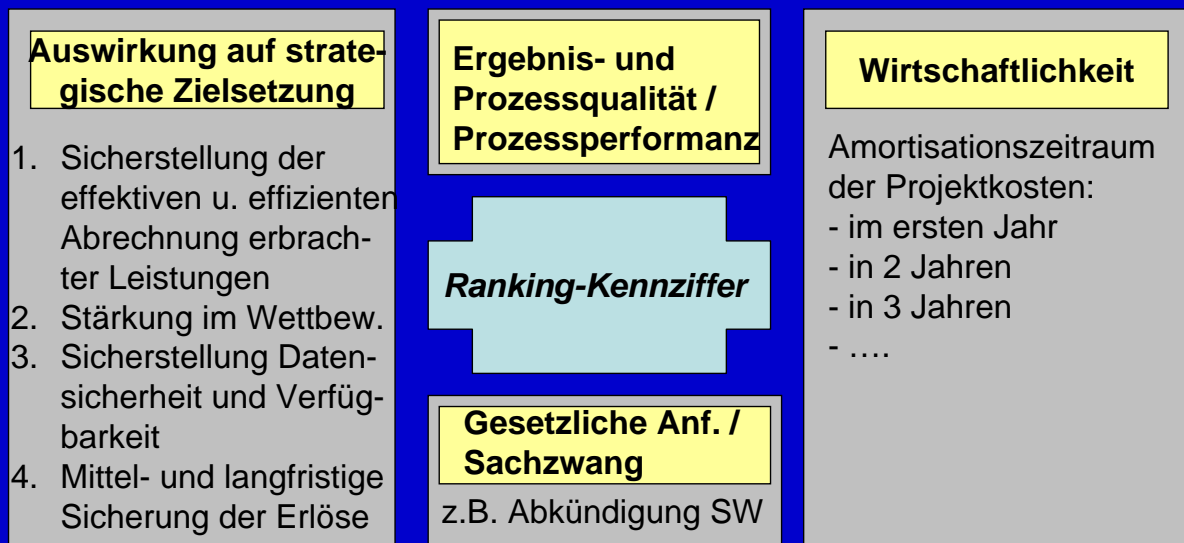 Auswirkung auf strate-
gische Zielsetzung
1. Sicherstellung der
effektiven u. effizienten
Abrechnung erbrach-
ter Leistungen
2. Stärkung im Wettbew.
3. Sicherstellung Daten-
sicherheit und Verfüg-
barkeit
4. Mittel- und langfristige
Sicherung der Erlöse
Ergebnis- und
Prozessqualität /
Prozessperformanz
Ranking-Kennziffer
Gesetzliche Anf. /
Sachzwang
z.B. Abkündigung SW
Wirtschaftlichkeit
Amortisationszeitraum
der Projektkosten:
- im ersten Jahr
- in 2 Jahren
- in 3 Jahren
- ….